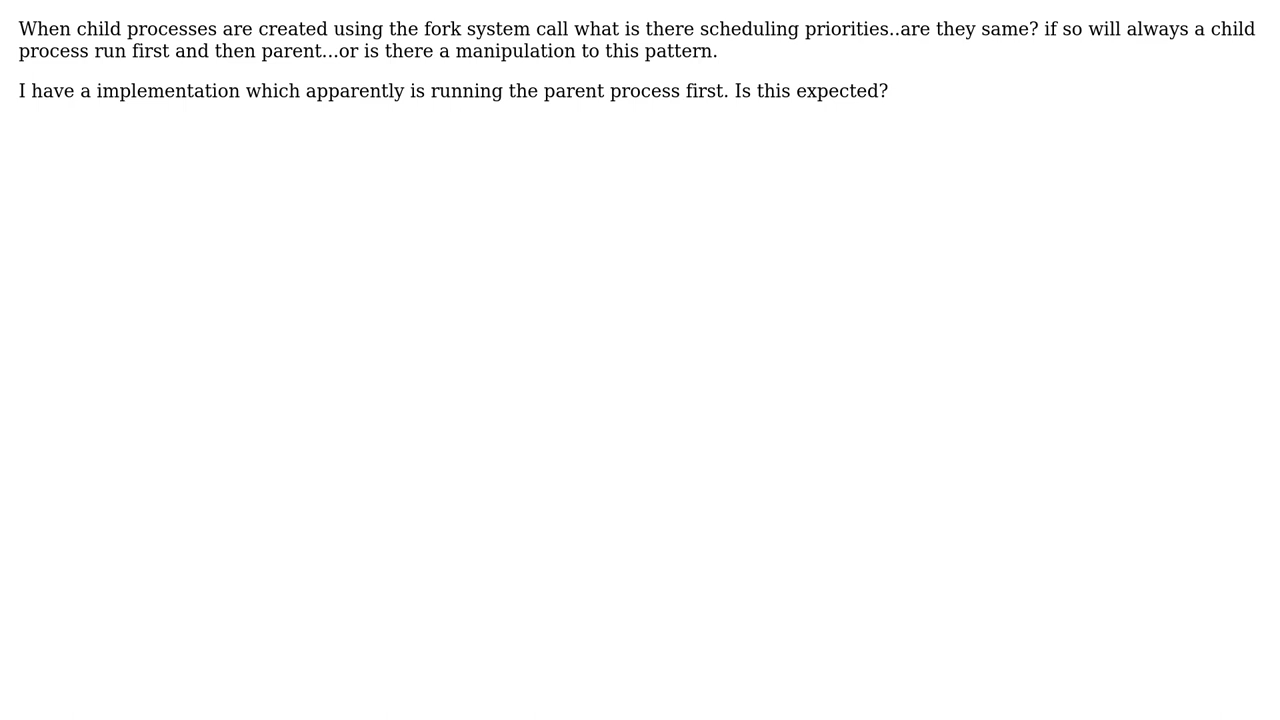 When child processes are created using the fork system call what is there scheduling priorities..are they same? if so will always a child
process run first and then parent...or is there a manipulation to this pattern.
I have a implementation which apparently is running the parent process first. Is this expected?